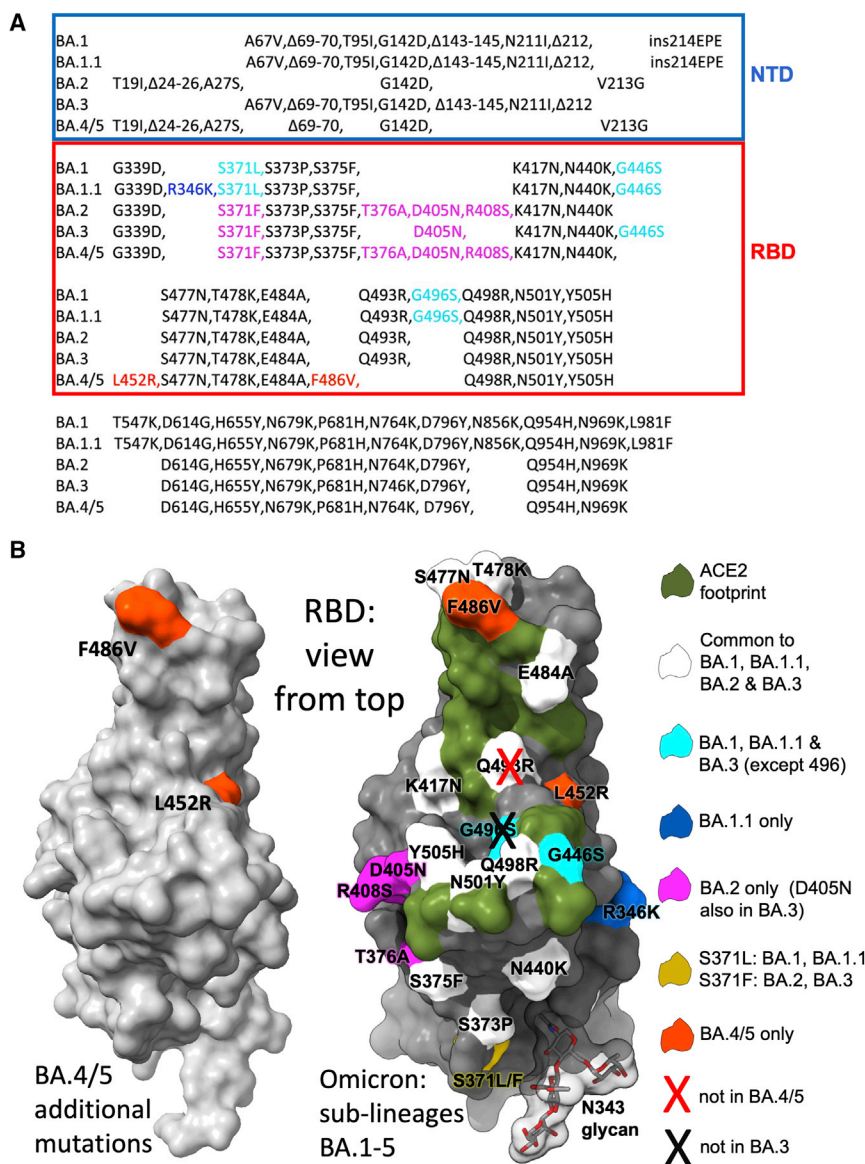 A
BA.1 A67V,Δ69-70,T95I,G142D,Δ143-145,N211I,Δ212, ins214EPE
BA.1.1 A67V,Δ69-70,T95I,G142D,Δ143-145,N211I,Δ212, ins214EPE
BA.2 T19I,Δ24-26,A27S, G142D, V213G
BA.3 A67V,Δ69-70,T95I,G142D, Δ143-145,N211I,Δ212
BA.4/5 T19I,Δ24-26,A27S, Δ69-70, G142D, V213G
NTD
BA.1 G339D, S371L,S373P,S375F, K417N,N440K,G446S
BA.1.1 G339D,R346K,S371L,S373P,S375F, K417N,N440K,G446S
BA.2 G339D, S371F,S373P,S375F,T376A,D405N,R408S,K417N,N440K
BA.3 G339D, S371F,S373P,S375F, D405N, K417N,N440K,G446S
BA.4/5 G339D, S371F,S373P,S375F,T376A,D405N,R408S,K417N,N440K,
RBD
BA.1 S477N,T478K,E484A, Q493R,G496S,Q498R,N501Y,Y505H
BA.1.1 S477N,T478K,E484A, Q493R,G496S,Q498R,N501Y,Y505H
BA.2 S477N,T478K,E484A, Q493R, Q498R,N501Y,Y505H
BA.3 S477N,T478K,E484A, Q493R, Q498R,N501Y,Y505H
BA.4/5 L452R,S477N,T478K,E484A,F486V, Q498R,N501Y,Y505H
BA.1 T547K,D614G,H655Y,N679K,P681H,N764K,D796Y,N856K,Q954H,N969K,L981F
BA.1.1 T547K,D614G,H655Y,N679K,P681H,N764K,D796Y,N856K,Q954H,N969K,L981F
BA.2 D614G,H655Y,N679K,P681H,N764K,D796Y, Q954H,N969K
BA.3 D614G,H655Y,N679K,P681H,N746K,D796Y, Q954H,N969K
BA.4/5 D614G,H655Y,N679K,P681H,N764K, D796Y, Q954H,N969K
B
F486V
L452R
BA.4/5
additional
mutations
RBD:
view
from top
S477N
T478K
F486V
E484A
Q493R
K417N
L452R
G496S
Y505H
Q498R
G446S
D405N
N501Y
R408S
R346K
T376A
S375F
N440K
S373P
S371L/F
N343
glycan
Omicron:
sub-lineages
BA.1-5
ACE2
footprint
Common to
BA.1, BA.1.1,
BA.2 & BA.3
BA.1, BA.1.1 &
BA.3 (except 496)
BA.1.1 only
BA.2 only (D405N
also in BA.3)
S371L: BA.1, BA.1.1
S371F: BA.2, BA.3
BA.4/5 only
X not in BA.4/5
X not in BA.3